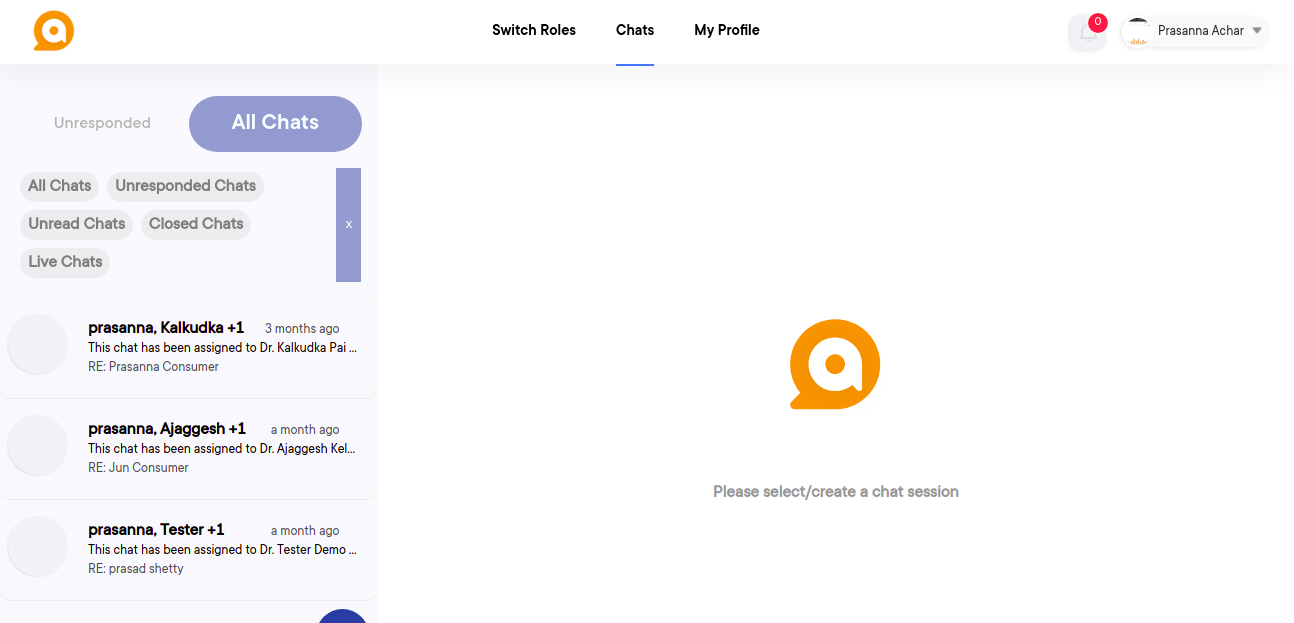 Switch Roles Chats My Profile 0 Prasanna Achar
Unresponded All Chats
All Chats Unresponded Chats
Unread Chats Closed Chats x
Live Chats
prasanna, Kalkudka +1 3 months ago
This chat has been assigned to Dr. Kalkudka Pai ...
RE: Prasanna Consumer
prasanna, Ajaggesh +1 a month ago
This chat has been assigned to Dr. Ajaggesh Kel...
RE: Jun Consumer
prasanna, Tester +1 a month ago
This chat has been assigned to Dr. Tester Demo ...
RE: prasad shetty
Please select/create a chat session